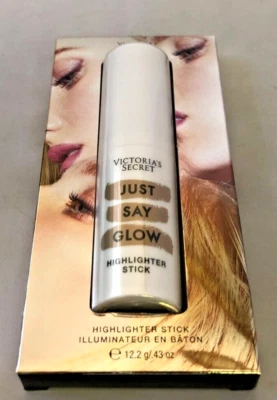 VICTORIA'S
SECRET
JUST
SAY
GLOW
HIGHLIGHTER
STICK
HIGHLIGHTER STICK
ILLUMINATEUR EN BÂTON
℮ 12.2 g/.43 oz